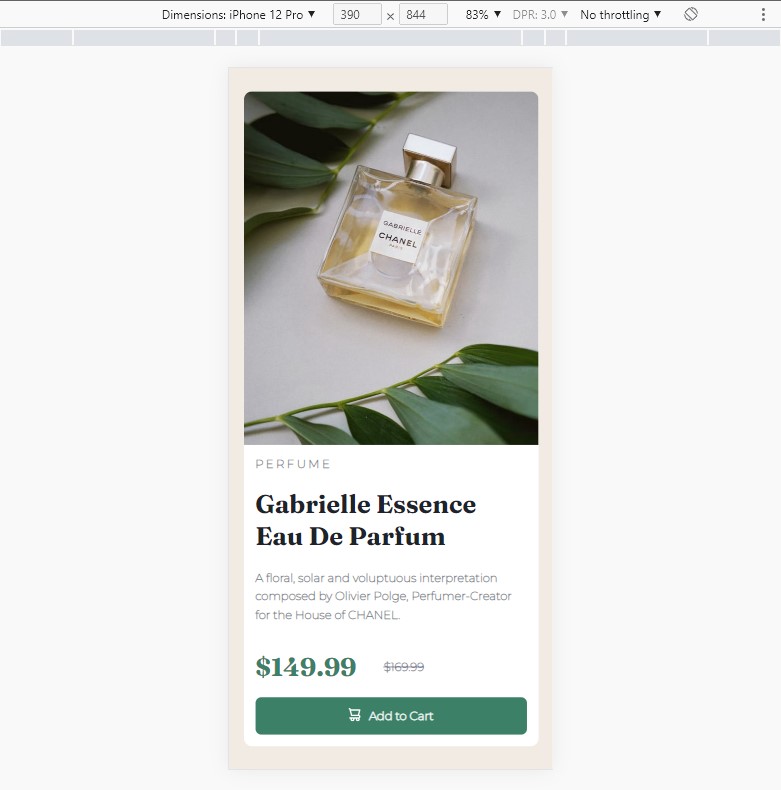 Dimensions: iPhone 12 Pro ▼ 390 × 844 83% ▼ DPR: 3.0 ▼ No throttling ▼
GABRIELLE
CHANEL
PARIS
PERFUME
Gabrielle Essence
Eau De Parfum
A floral, solar and voluptuous interpretation
composed by Olivier Polge, Perfumer-Creator
for the House of CHANEL.
$149.99 $169.99
Add to Cart